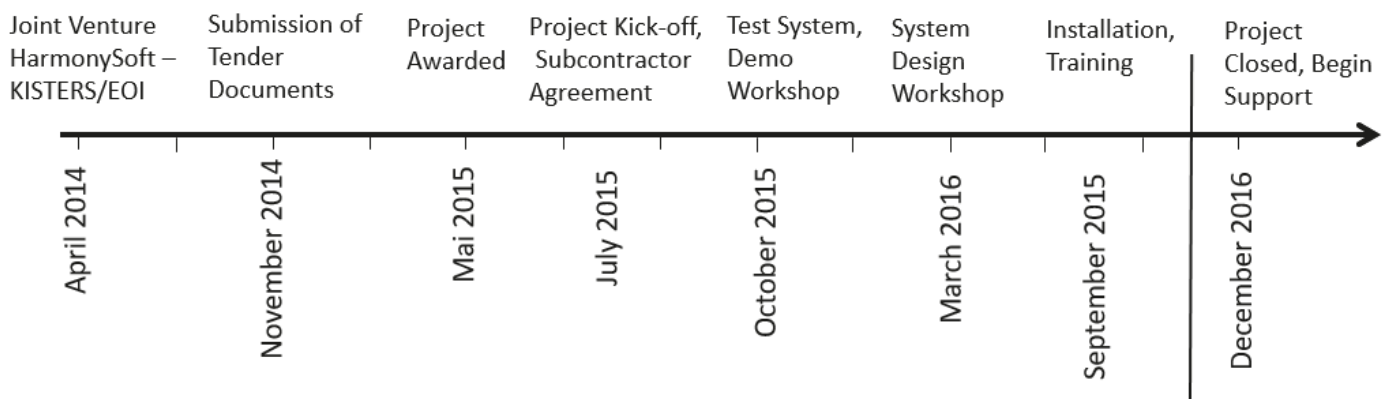 Joint Venture
HarmonySoft –
KISTERS/EOI
Submission of
Tender
Documents
Project
Awarded
Project Kick-off,
Subcontractor
Agreement
Test System,
Demo
Workshop
System
Design
Workshop
Installation,
Training
Project
Closed, Begin
Support
April 2014
November 2014
Mai 2015
July 2015
October 2015
March 2016
September 2015
December 2016